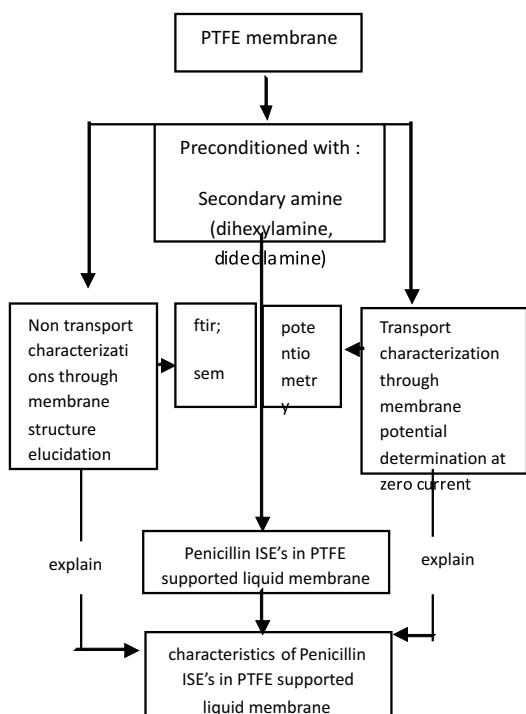 PTFE membrane
Preconditioned with :
Secondary amine
(dihexylamine,
didedlamine)
Non transport
characterizati
ons through
membrane
structure
elucidation
ftir;
sem
pote
ntio
metr
y
Transport
characterization
through
membrane
potential
determination at
zero current
explain
explain
Penicillin ISE's in PTFE
supported liquid membrane
characteristics of Penicillin
ISE's in PTFE supported
liquid membrane